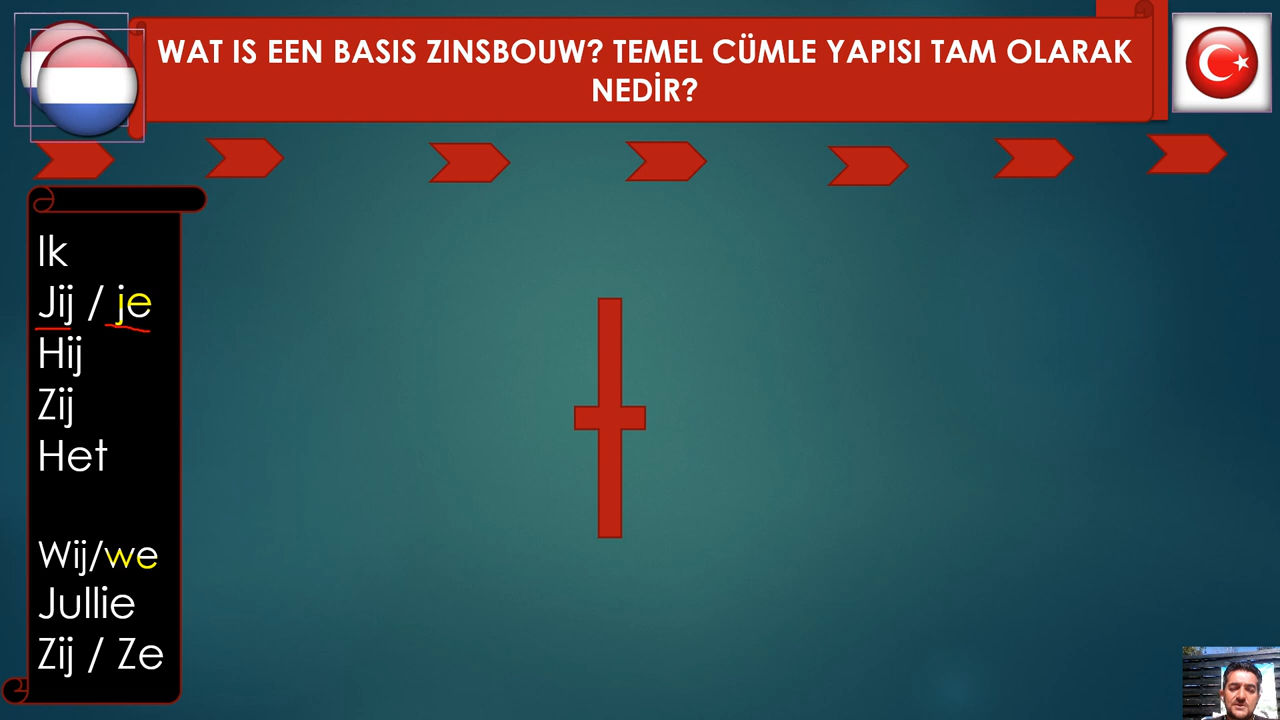 WAT IS EEN BASIS ZINSBOUW? TEMEL CÜMLE YAPISI TAM OLARAK
NEDİR?
Ik
Jij / je
Hij
Zij
Het
Wij/we
Jullie
Zij / Ze